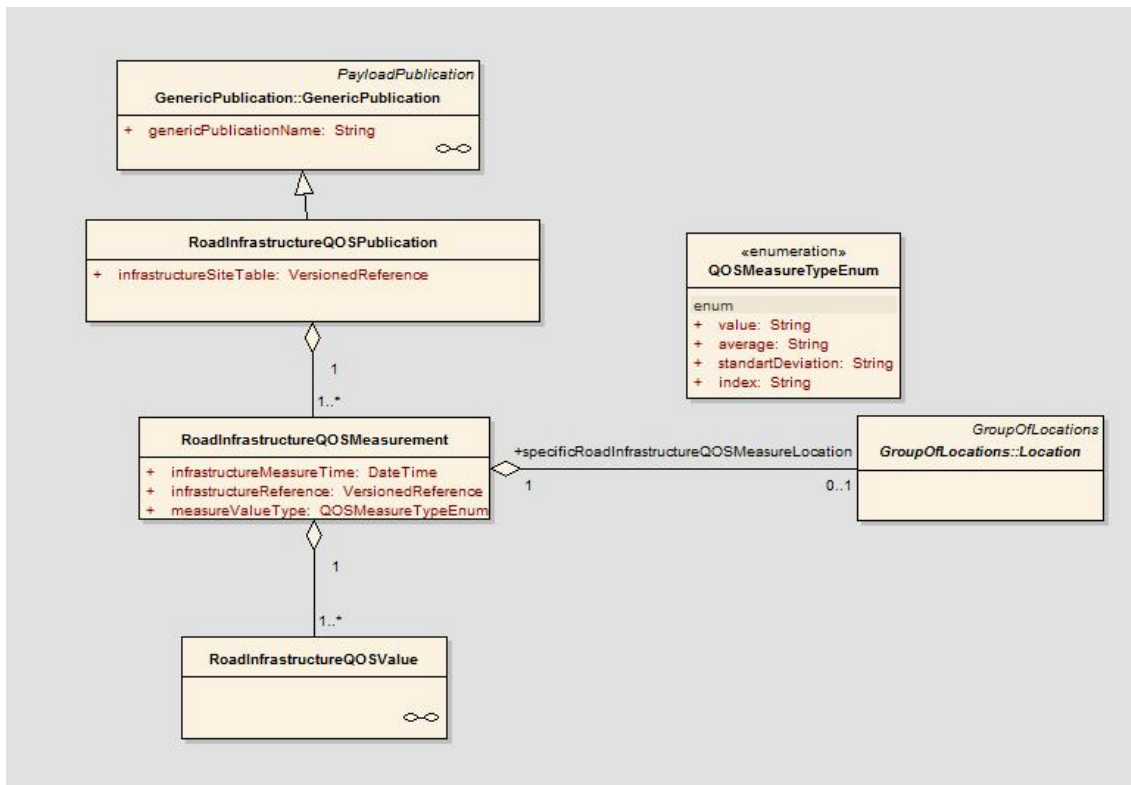 PayloadPublication
GenericPublication::GenericPublication
+ genericPublicationName: String
RoadInfrastructureQOSPublication
+ infrastructureSiteTable: VersionedReference
«enumeration»
QOSMeasureTypeEnum
enum
+ value: String
+ average: String
+ standartDeviation: String
+ index: String
1
1..*
RoadInfrastructureQOSMeasurement
+ infrastructureMeasureTime: DateTime
+ infrastructureReference: VersionedReference
+ measureValueType: QOSMeasureTypeEnum
+specificRoadInfrastructureQOSMeasureLocation
1
0..1
GroupOfLocations
GroupOfLocations::Location
1
1..*
RoadInfrastructureQOSValue